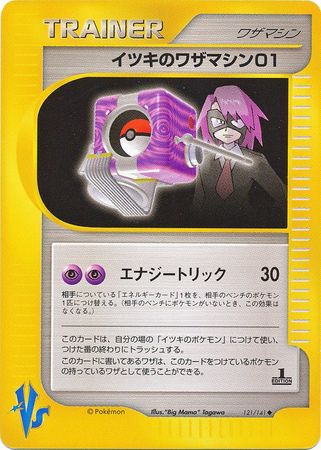 TRAINER
ワザマシン
イツキのワザマシン01
エナジートリック 30
相手についている「エネルギーカード」1枚を、相手のベンチのポケモン
1匹につけ替える。(相手のベンチにポケモンがいないとき、この効果は
なくなる。)
このカードは、自分の場の「イツキのポケモン」につけて使い、
つけた番の終わりにトラッシュする。
このカードに書いてあるワザは、このカードをつけているポケモン
の持っているワザとして使うことができる。
1
EDITION
VS
©Pokémon
Illus."Big Mama" Tagawa
121/141◆